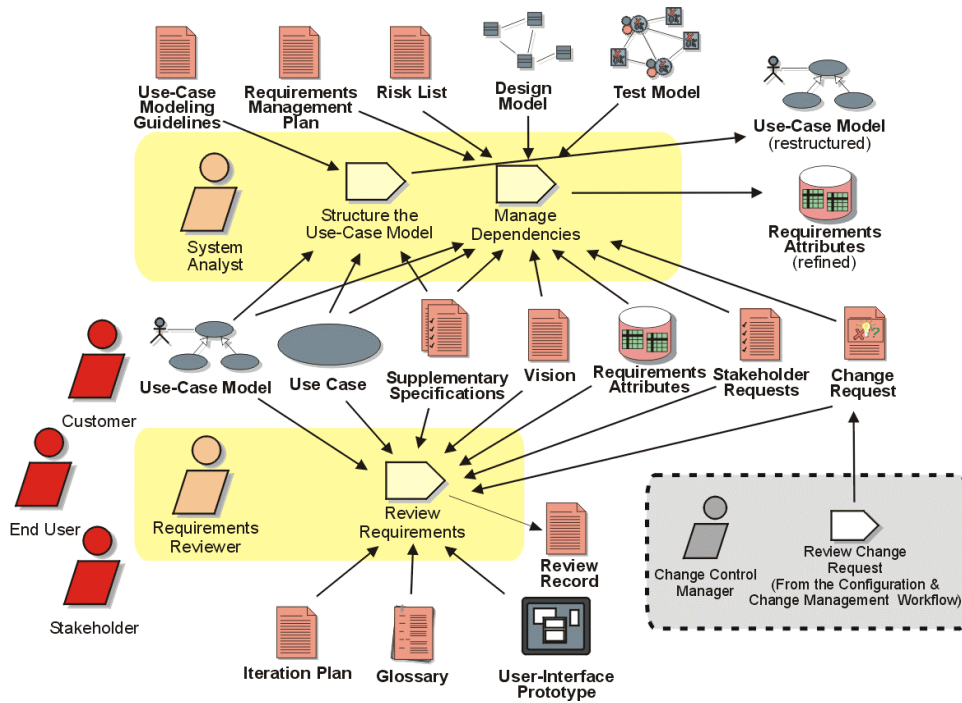 Use-Case
Modeling
Guidelines
Requirements
Management
Plan
Risk List
Design
Model
Test Model
Use-Case Model
(restructured)
System
Analyst
Structure the
Use-Case Model
Manage
Dependencies
Requirements
Attributes
(refined)
Customer
Use-Case Model
Use Case
Supplementary
Specifications
Vision
Requirements
Attributes
Stakeholder
Requests
Change
Request
End User
Stakeholder
Requirements
Reviewer
Review
Requirements
Review
Record
Change Control
Manager
Review Change
Request
(From the Configuration &
Change Management Workflow)
Iteration Plan
Glossary
User-Interface
Prototype